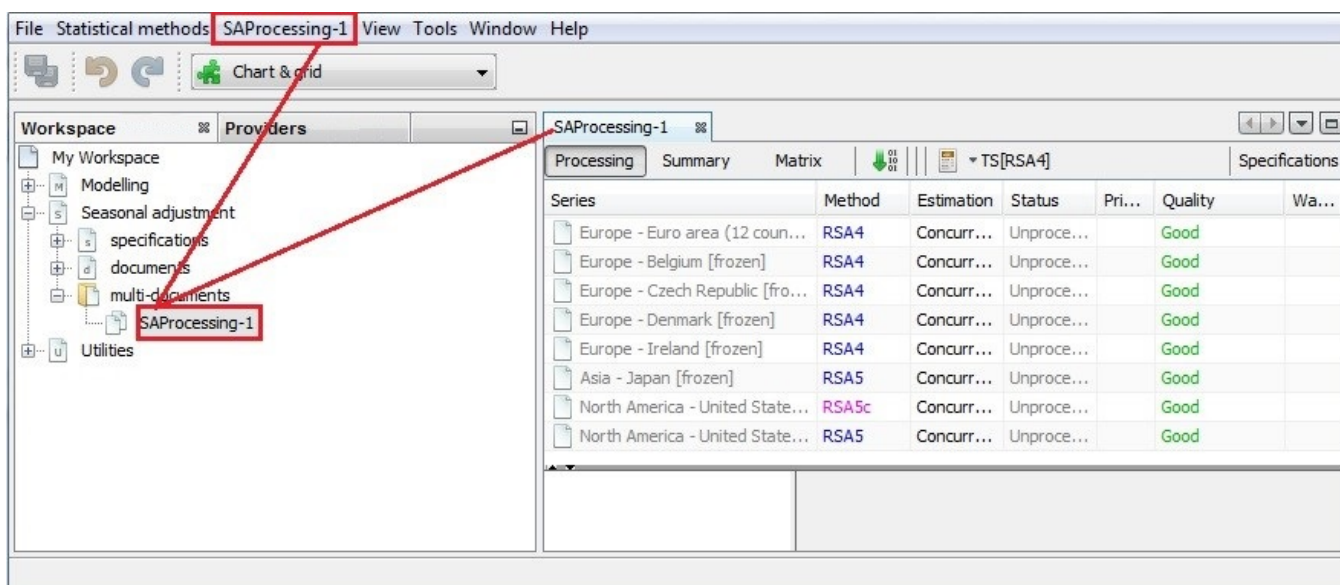 File Statistical methods SAProcessing-1 View Tools Window Help
Chart & grid
Workspace Providers
My Workspace
M Modelling
s Seasonal adjustment
s specifications
d documents
multi-documents
SAProcessing-1
u Utilities
SAProcessing-1
Processing Summary Matrix TS[RSA4] Specifications
Series Method Estimation Status Pri... Quality Wa...
Europe - Euro area (12 coun... RSA4 Concurr... Unproce... Good
Europe - Belgium [frozen] RSA4 Concurr... Unproce... Good
Europe - Czech Republic [fro... RSA4 Concurr... Unproce... Good
Europe - Denmark [frozen] RSA4 Concurr... Unproce... Good
Europe - Ireland [frozen] RSA4 Concurr... Unproce... Good
Asia - Japan [frozen] RSA5 Concurr... Unproce... Good
North America - United State... RSA5c Concurr... Unproce... Good
North America - United State... RSA5 Concurr... Unproce... Good